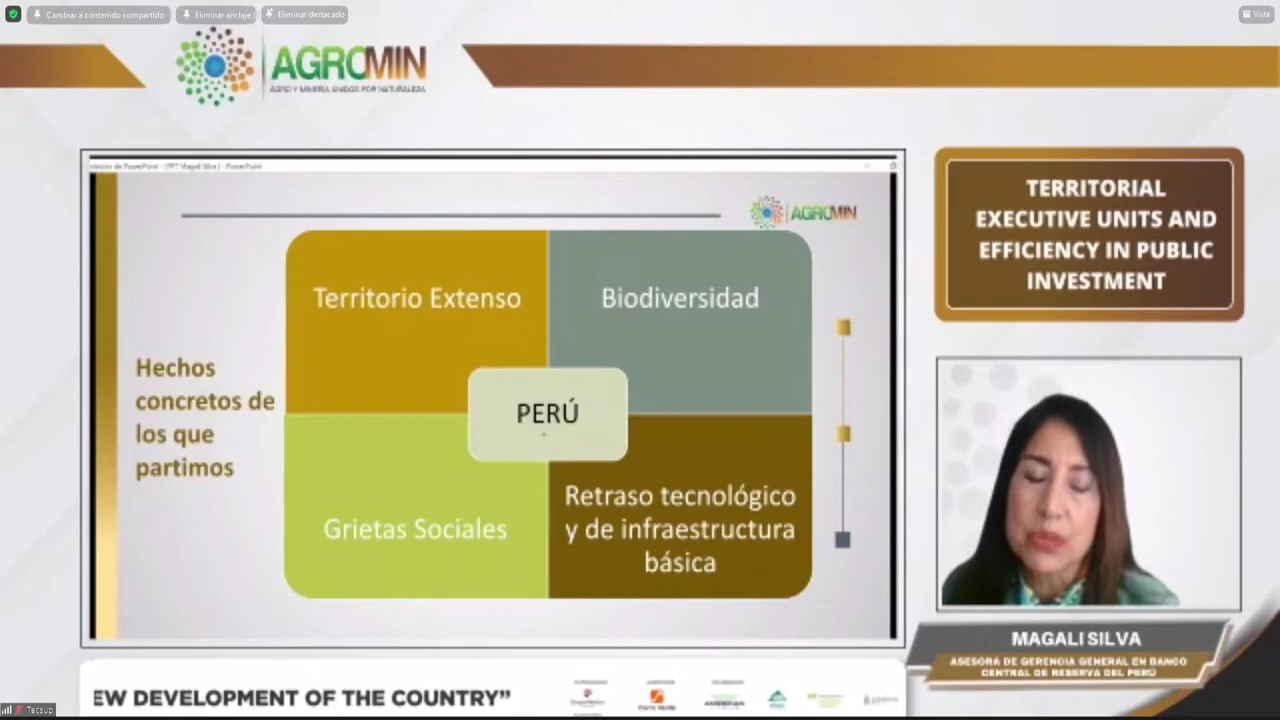 Cambiar a contenido compartido
Eliminar anclaje
Eliminar destacado
Vista
AGROMIN
AGRO Y MINERÍA UNIDOS POR NATURALEZA
AGROMIN
Hechos
concretos de
los que
partimos
Territorio Extenso
Biodiversidad
PERÚ
Grietas Sociales
Retraso tecnológico
y de infraestructura
básica
TERRITORIAL
EXECUTIVE UNITS AND
EFFICIENCY IN PUBLIC
INVESTMENT
MAGALI SILVA
ASESORA DE GERENCIA GENERAL EN BANCO
CENTRAL DE RESERVA DEL PERÚ
EW DEVELOPMENT OF THE COUNTRY”
Tecsup